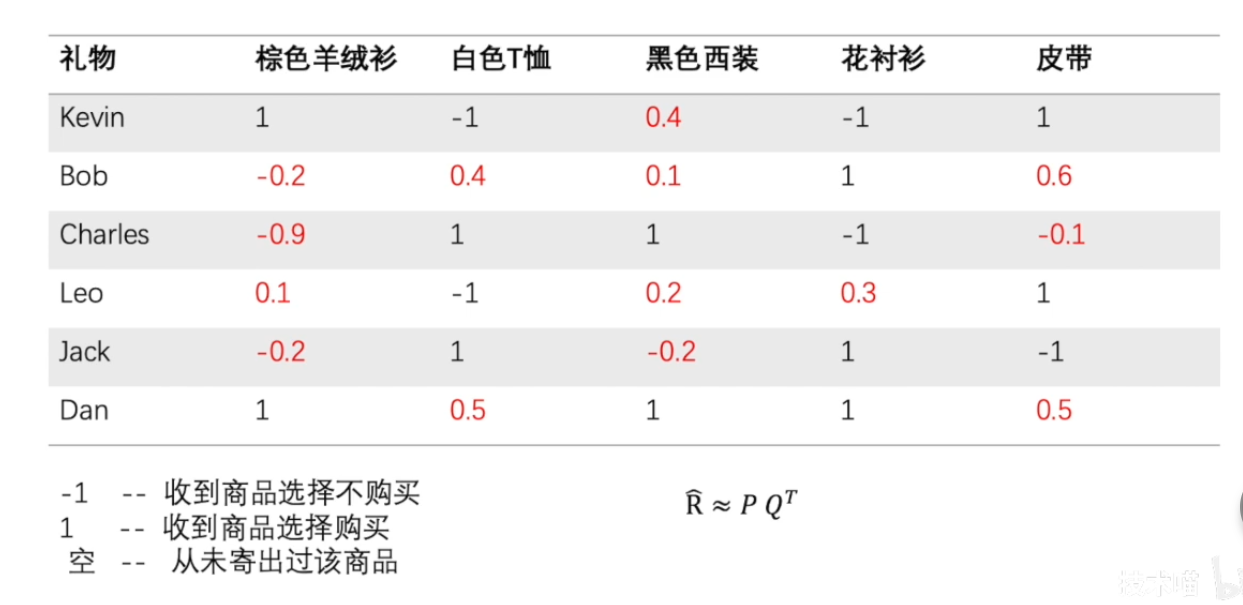 礼物 棕色羊绒衫 白色T恤 黑色西装 花衬衫 皮带
Kevin 1 -1 0.4 -1 1
Bob -0.2 0.4 0.1 1 0.6
Charles -0.9 1 1 -1 -0.1
Leo 0.1 -1 0.2 0.3 1
Jack -0.2 1 -0.2 1 -1
Dan 1 0.5 1 1 0.5
-1 -- 收到商品选择不购买
1 -- 收到商品选择购买
空 -- 从未寄出过该商品
R̂ ≈ P Qᵀ
技术喵